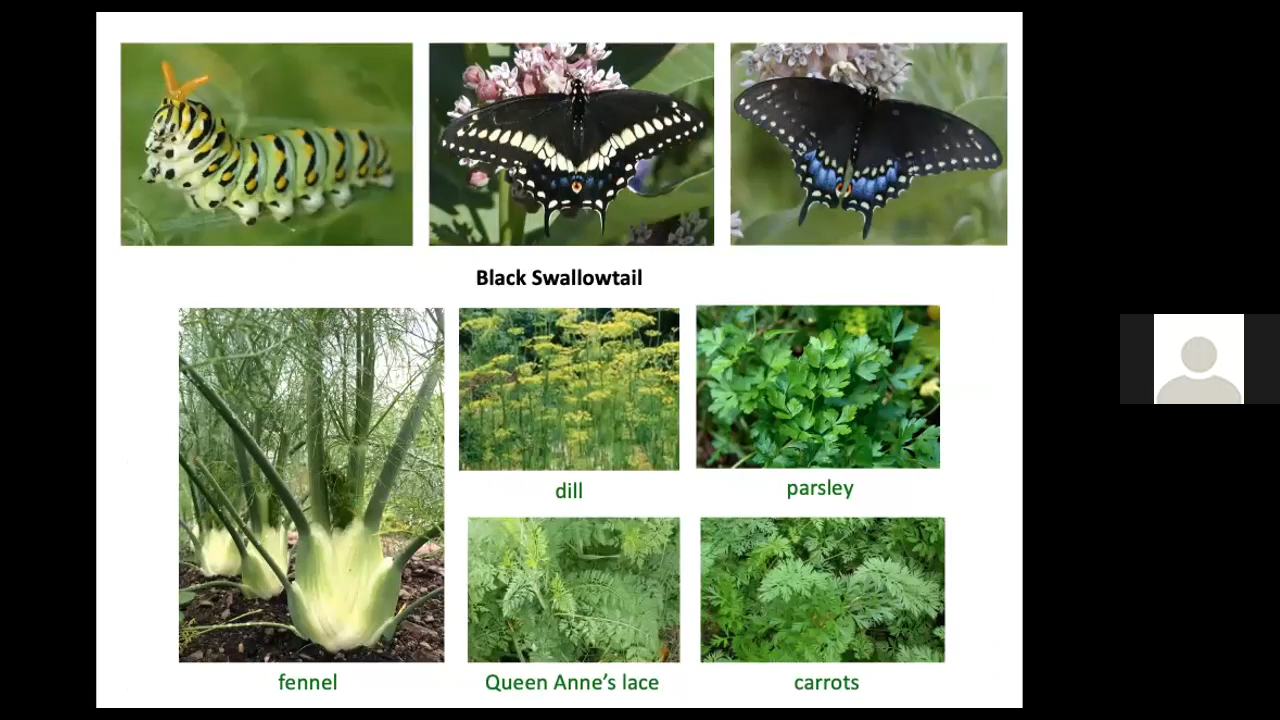 Black Swallowtail
dill
parsley
fennel
Queen Anne’s lace
carrots